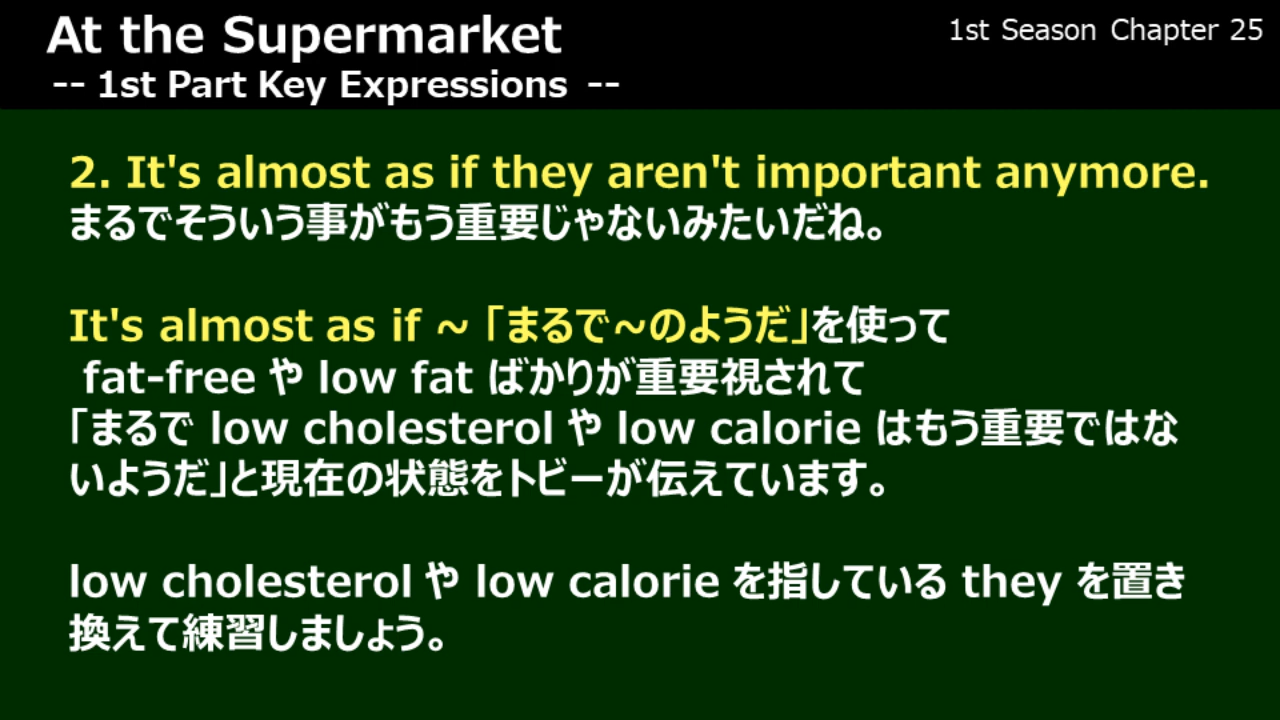 At the Supermarket
1st Season Chapter 25
-- 1st Part Key Expressions --
2. It's almost as if they aren't important anymore.
まるでそういう事がもう重要じゃないみたいだね。
It's almost as if ~「まるで~のようだ」を使って
fat-free や low fat ばかりが重要視されて
「まるで low cholesterol や low calorie はもう重要ではな
いようだ」と現在の状態をトビーが伝えています。
low cholesterol や low calorie を指している they を置き
換えて練習しましょう。